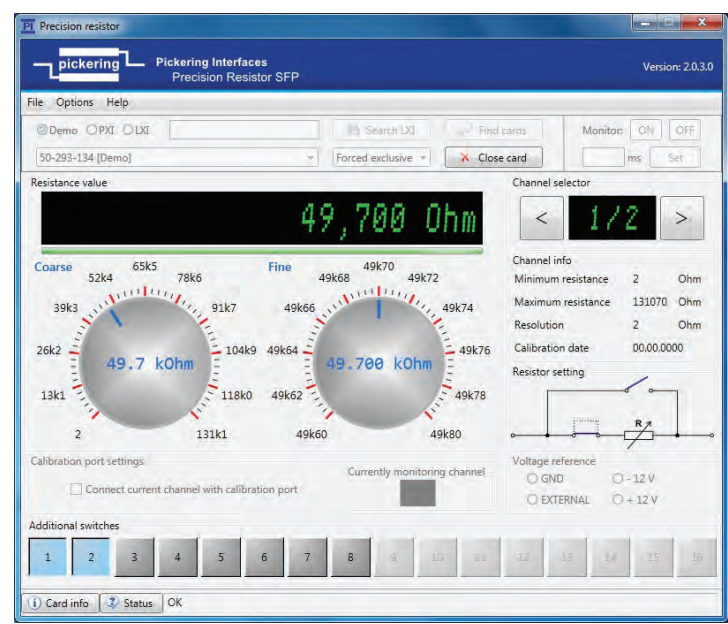 Precision resistor
pickering Pickering Interfaces
Precision Resistor SFP
Version: 2.0.3.0
File Options Help
Demo PXI LXI Search LXI Find cards Monitor: ON OFF
50-293-134 [Demo] Forced exclusive Close card ms Set
Resistance value Channel selector
49,700 Ohm < 1/2 >
Coarse 52k4 65k5 78k6 Fine 49k68 49k70 49k72
39k3 91k7 49k66 49k74
26k2 104k9 49k64 49k76
13k1 118k0 49k62 49k78
2 131k1 49k60 49k80
49.7 kOhm 49.700 kOhm
Channel info
Minimum resistance 2 Ohm
Maximum resistance 131070 Ohm
Resolution 2 Ohm
Calibration date 00.00.0000
Resistor setting
R
Calibration port settings
Connect current channel with calibration port
Currently monitoring channel
Voltage reference
GND - 12 V
EXTERNAL + 12 V
Additional switches
1 2 3 4 5 6 7 8 9 10 11 12 13 14 15 16
Card info Status OK